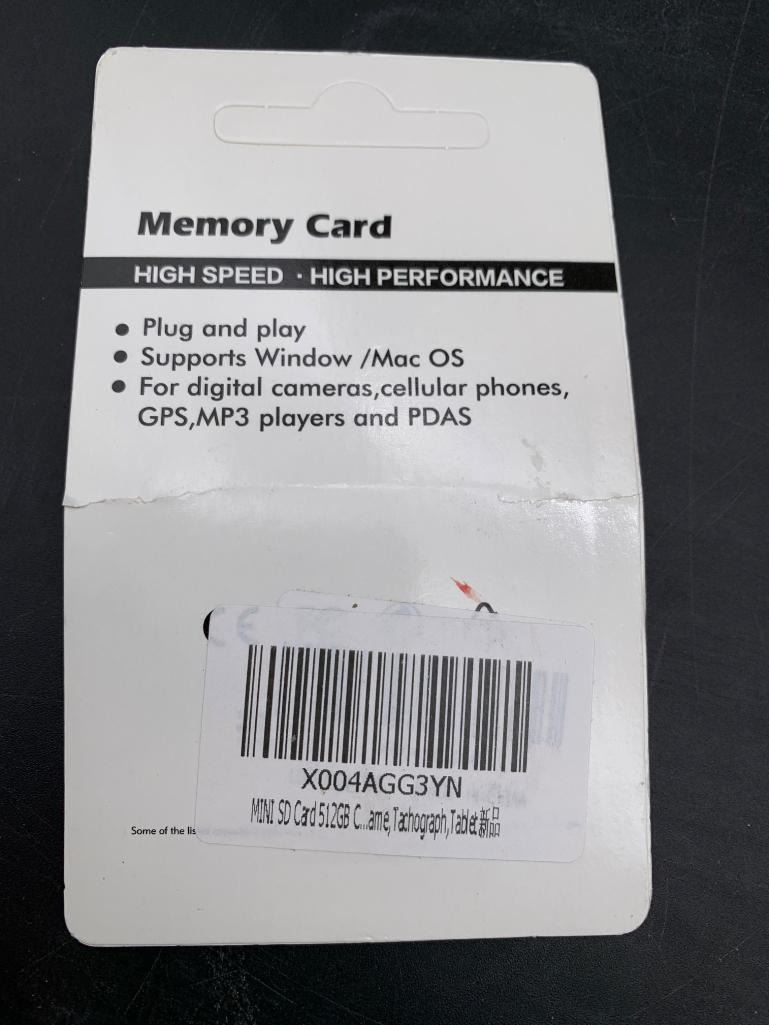 Memory Card
HIGH SPEED · HIGH PERFORMANCE
● Plug and play
● Supports Window /Mac OS
● For digital cameras,cellular phones,
GPS,MP3 players and PDAS
X004AGG3YN
MINI SD Card 512GB C...ame,Tachograph,Tablet新品
Some of the lis